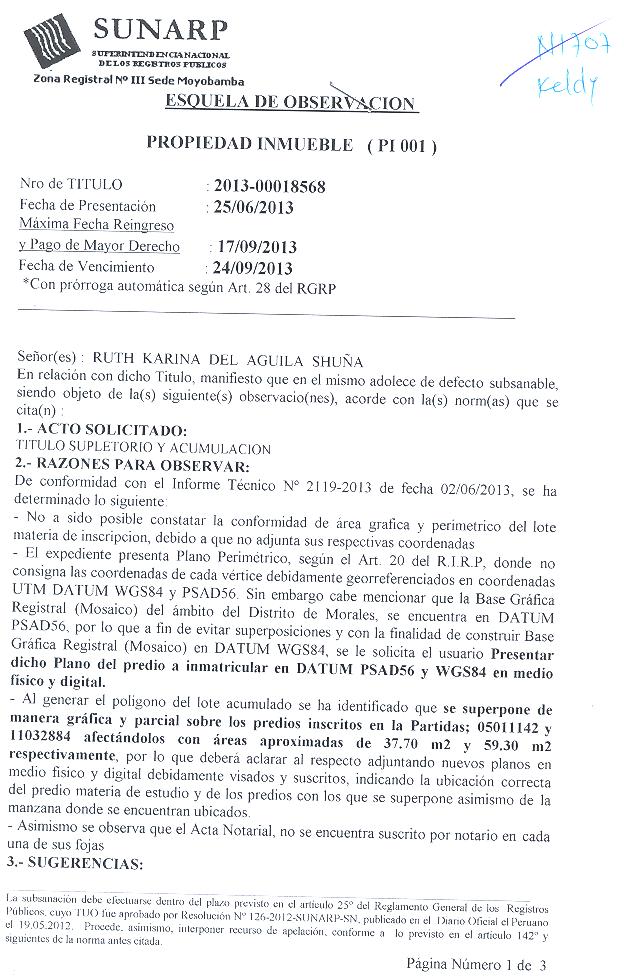 SUNARP
SUPERINTENDENCIA NACIONAL
DE LOS REGISTROS PUBLICOS
Zona Registral Nº III Sede Moyobamba
N1707
Keldy
ESQUELA DE OBSERVACION
PROPIEDAD INMUEBLE ( PI 001 )
Nro de TITULO : 2013-00018568
Fecha de Presentación : 25/06/2013
Máxima Fecha Reingreso
y Pago de Mayor Derecho : 17/09/2013
Fecha de Vencimiento : 24/09/2013
*Con prórroga automática según Art. 28 del RGRP
Señor(es) : RUTH KARINA DEL AGUILA SHUÑA
En relación con dicho Titulo, manifiesto que en el mismo adolece de defecto subsanable,
siendo objeto de la(s) siguiente(s) observacio(nes), acorde con la(s) norm(as) que se
cita(n) :
1.- ACTO SOLICITADO:
TITULO SUPLETORIO Y ACUMULACION
2.- RAZONES PARA OBSERVAR:
De conformidad con el Informe Técnico Nº 2119-2013 de fecha 02/06/2013, se ha
determinado lo siguiente:
- No a sido posible constatar la conformidad de área grafica y perimetrico del lote
materia de inscripcion, debido a que no adjunta sus respectivas coordenadas
- El expediente presenta Plano Perimétrico, según el Art. 20 del R.I.R.P, donde no
consigna las coordenadas de cada vértice debidamente georreferenciados en coordenadas
UTM DATUM WGS84 y PSAD56. Sin embargo cabe mencionar que la Base Gráfica
Registral (Mosaico) del ámbito del Distrito de Morales, se encuentra en DATUM
PSAD56, por lo que a fin de evitar superposiciones y con la finalidad de construir Base
Gráfica Registral (Mosaico) en DATUM WGS84, se le solicita el usuario Presentar
dicho Plano del predio a inmatricular en DATUM PSAD56 y WGS84 en medio
físico y digital.
- Al generar el poligono del lote acumulado se ha identificado que se superpone de
manera gráfica y parcial sobre los predios inscritos en la Partidas; 05011142 y
11032884 afectándolos con áreas aproximadas de 37.70 m2 y 59.30 m2
respectivamente, por lo que deberá aclarar al respecto adjuntando nuevos planos en
medio fisico y digital debidamente visados y suscritos, indicando la ubicación correcta
del predio materia de estudio y de los predios con los que se superpone asimismo de la
manzana donde se encuentran ubicados.
- Asimismo se observa que el Acta Notarial, no se encuentra suscrito por notario en cada
una de sus fojas
3.- SUGERENCIAS:
La subsanación debe efectuarse dentro del plazo previsto en el artículo 25º del Reglamento General de los Registros
Públicos, cuyo TUO fue aprobado por Resolución Nº 126-2012-SUNARP-SN, publicado en el Diario Oficial el Peruano
el 19.05.2012. Procede, asimismo, interponer recurso de apelación, conforme a lo previsto en el artículo 142º y
siguientes de la norma antes citada.
Página Número 1 de 3